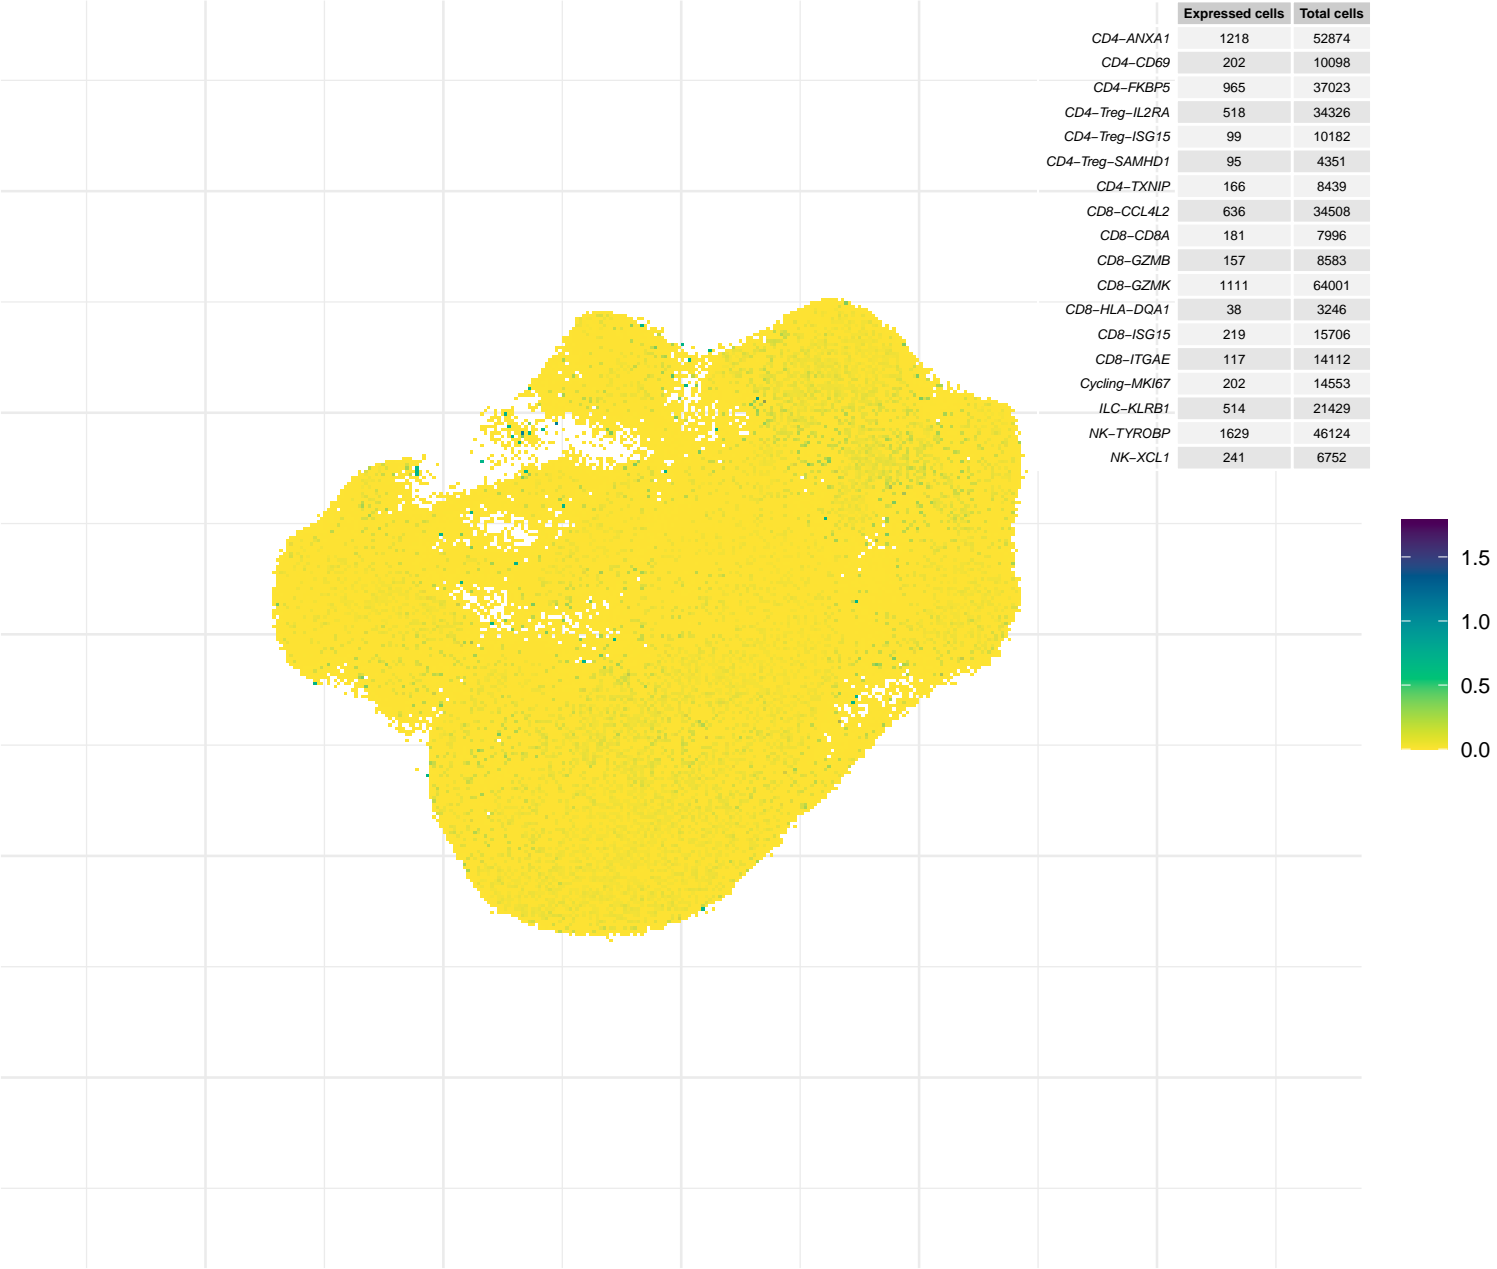 Expressed cells Total cells
CD4−ANXA1 1218 52874
CD4−CD69 202 10098
CD4−FKBP5 965 37023
CD4−Treg−IL2RA 518 34326
CD4−Treg−ISG15 99 10182
CD4−Treg−SAMHD1 95 4351
CD4−TXNIP 166 8439
CD8−CCL4L2 636 34508
CD8−CD8A 181 7996
CD8−GZMB 157 8583
CD8−GZMK 1111 64001
CD8−HLA−DQA1 38 3246
CD8−ISG15 219 15706
CD8−ITGAE 117 14112
Cycling−MKI67 202 14553
ILC−KLRB1 514 21429
NK−TYROBP 1629 46124
NK−XCL1 241 6752
1.5
1.0
0.5
0.0